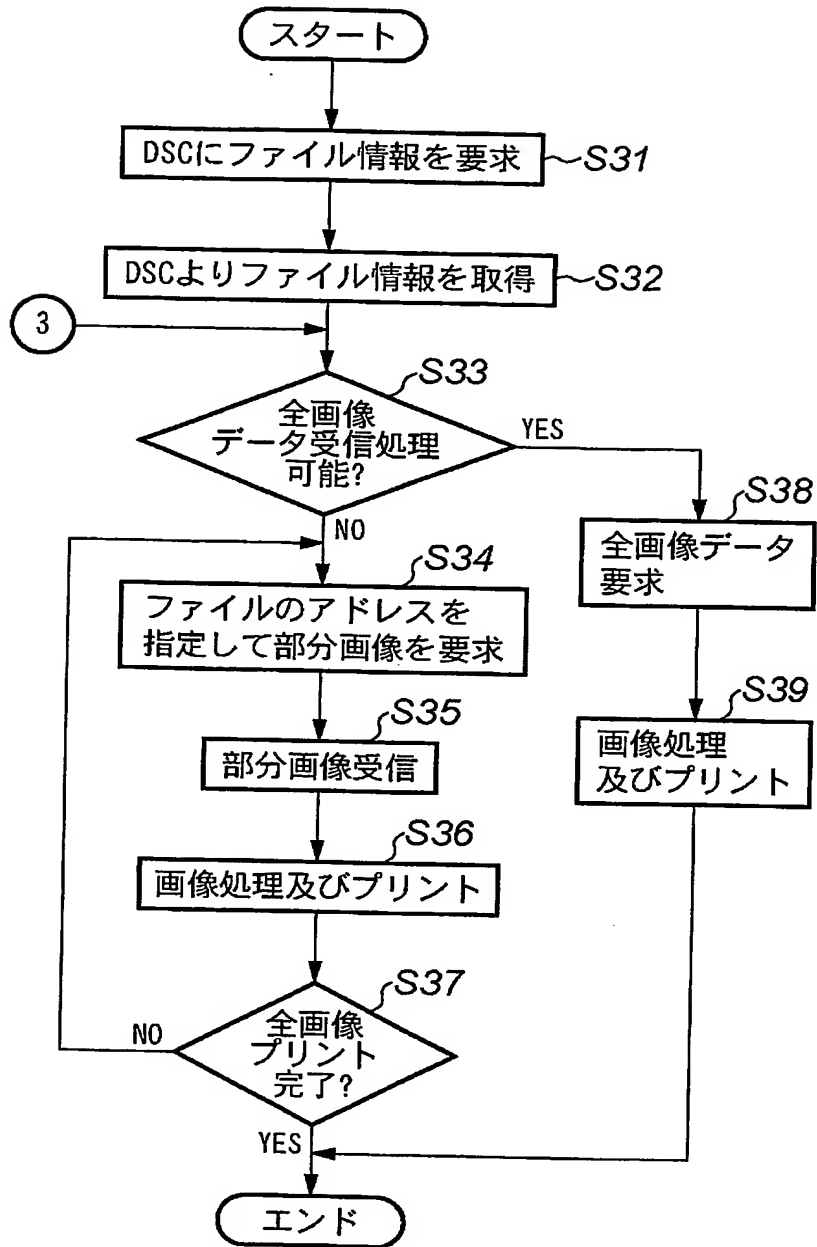 スタート
DSCにファイル情報を要求
S31
DSCよりファイル情報を取得
S32
3
S33
全画像
データ受信処理
可能?
YES
NO
S34
ファイルのアドレスを
指定して部分画像を要求
S35
部分画像受信
S36
画像処理及びプリント
S37
全画像
プリント
完了?
NO
YES
S38
全画像データ
要求
S39
画像処理
及びプリント
エンド